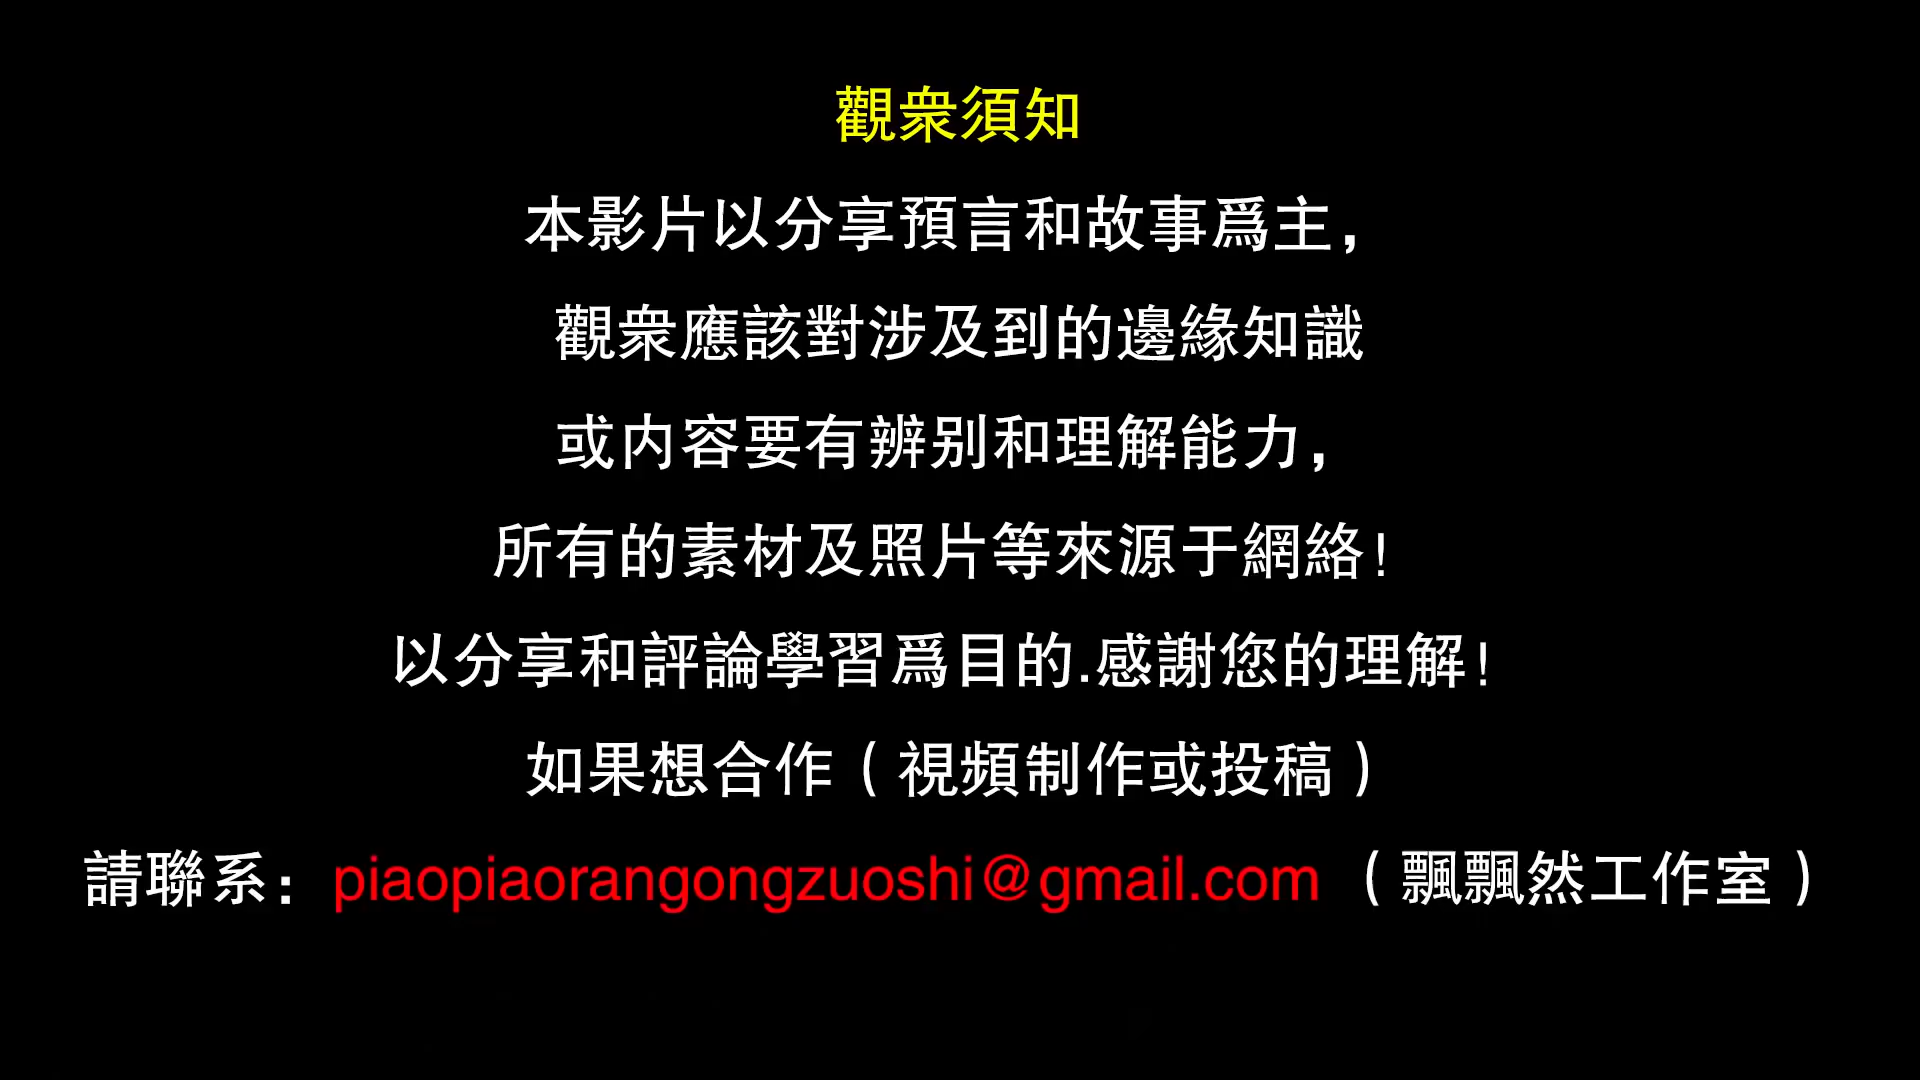 觀衆須知
本影片以分享預言和故事爲主，
觀衆應該對涉及到的邊緣知識
或内容要有辨别和理解能力，
所有的素材及照片等來源于網絡！
以分享和評論學習爲目的.感謝您的理解！
如果想合作（視頻制作或投稿）
請聯系：piaopiaorangongzuoshi@gmail.com（飄飄然工作室）